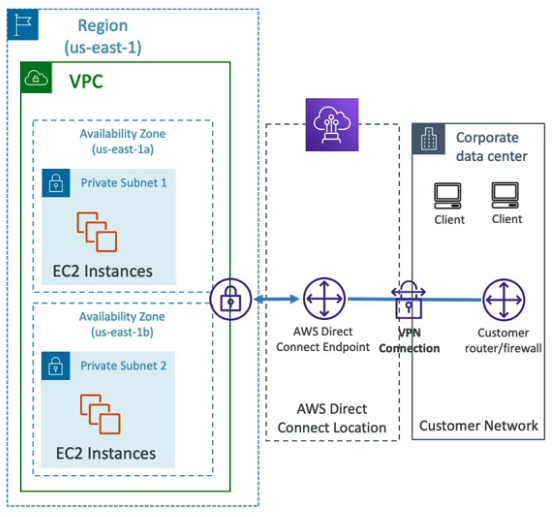 Region
(us-east-1)
VPC
Availability Zone
(us-east-1a)
Private Subnet 1
EC2 Instances
Availability Zone
(us-east-1b)
Private Subnet 2
EC2 Instances
AWS Direct
Connect Endpoint
AWS Direct
Connect Location
VPN
Connection
Corporate
data center
Client
Client
Customer
router/firewall
Customer Network